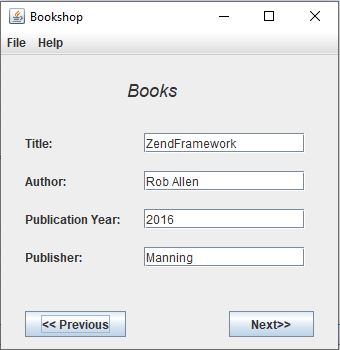 Bookshop
File Help
Books
Title: ZendFramework
Author: Rob Allen
Publication Year: 2016
Publisher: Manning
<< Previous Next>>